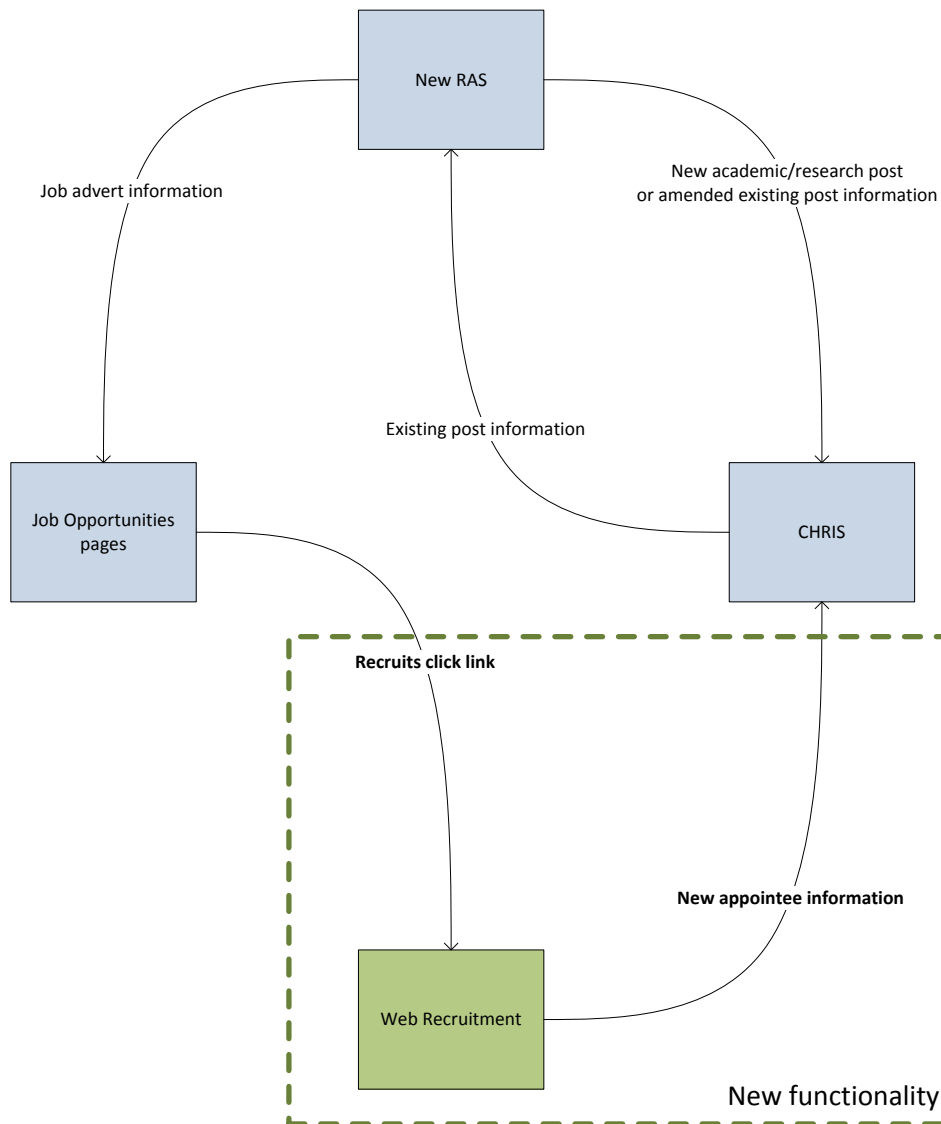 New RAS
Job advert information
New academic/research post
or amended existing post information
Existing post information
Job Opportunities
pages
CHRIS
Recruits click link
New appointee information
Web Recruitment
New functionality